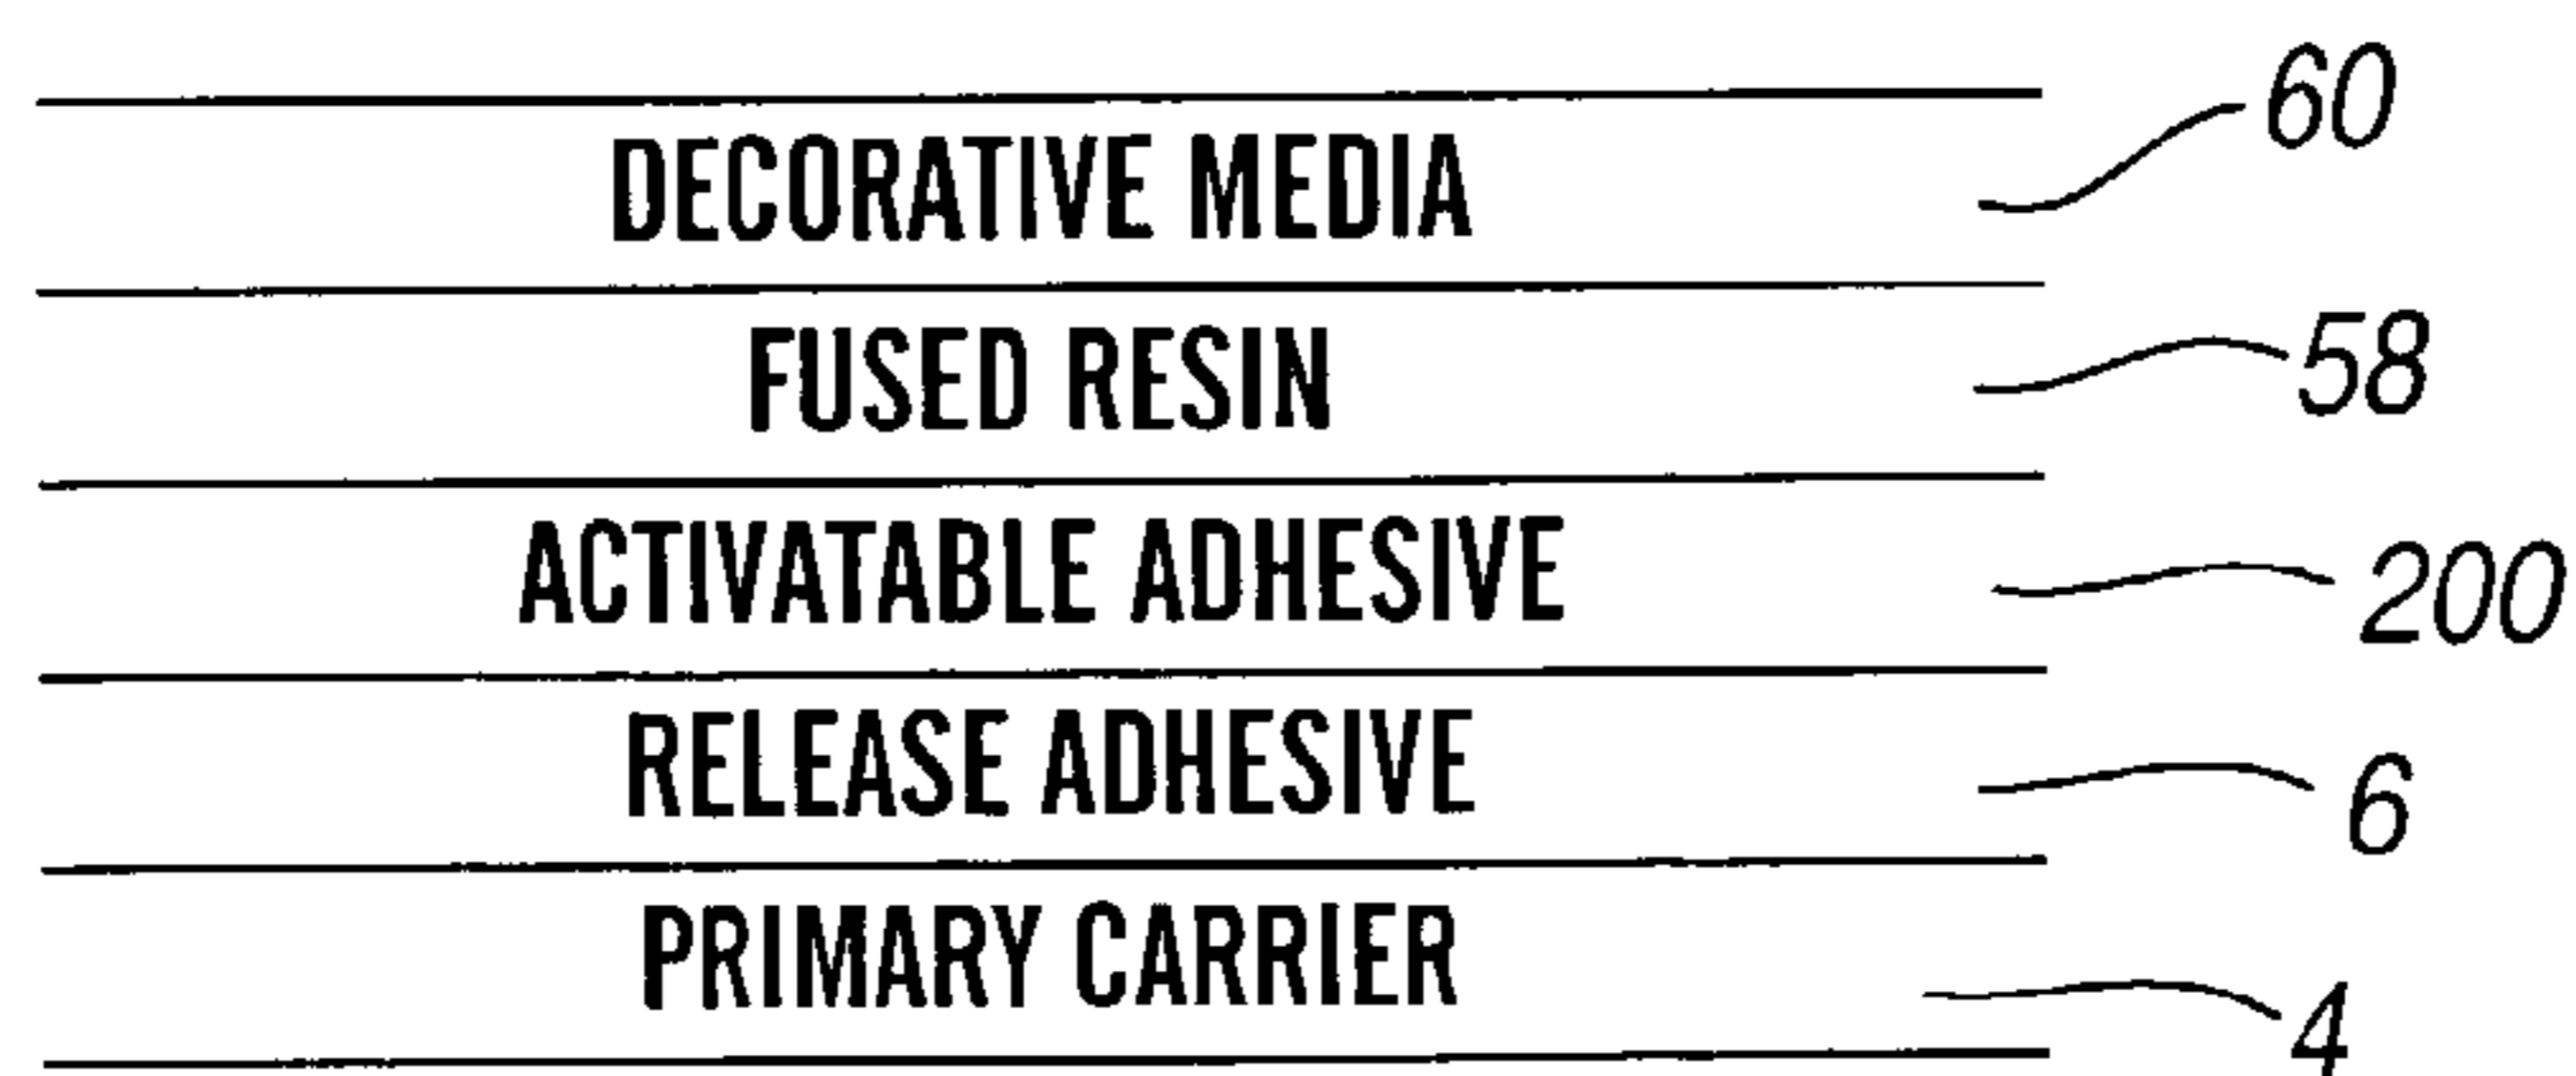 DECORATIVE MEDIA 60
FUSED RESIN 58
ACTIVATABLE ADHESIVE 200
RELEASE ADHESIVE 6
PRIMARY CARRIER 4